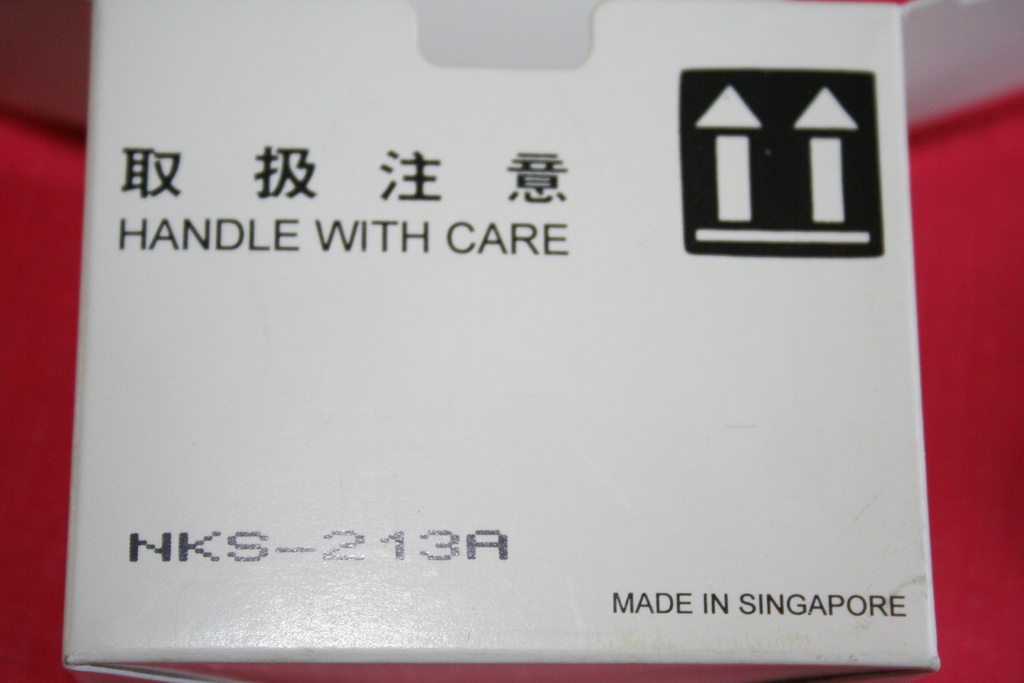 取扱注意
HANDLE WITH CARE
NKS-213A
MADE IN SINGAPORE